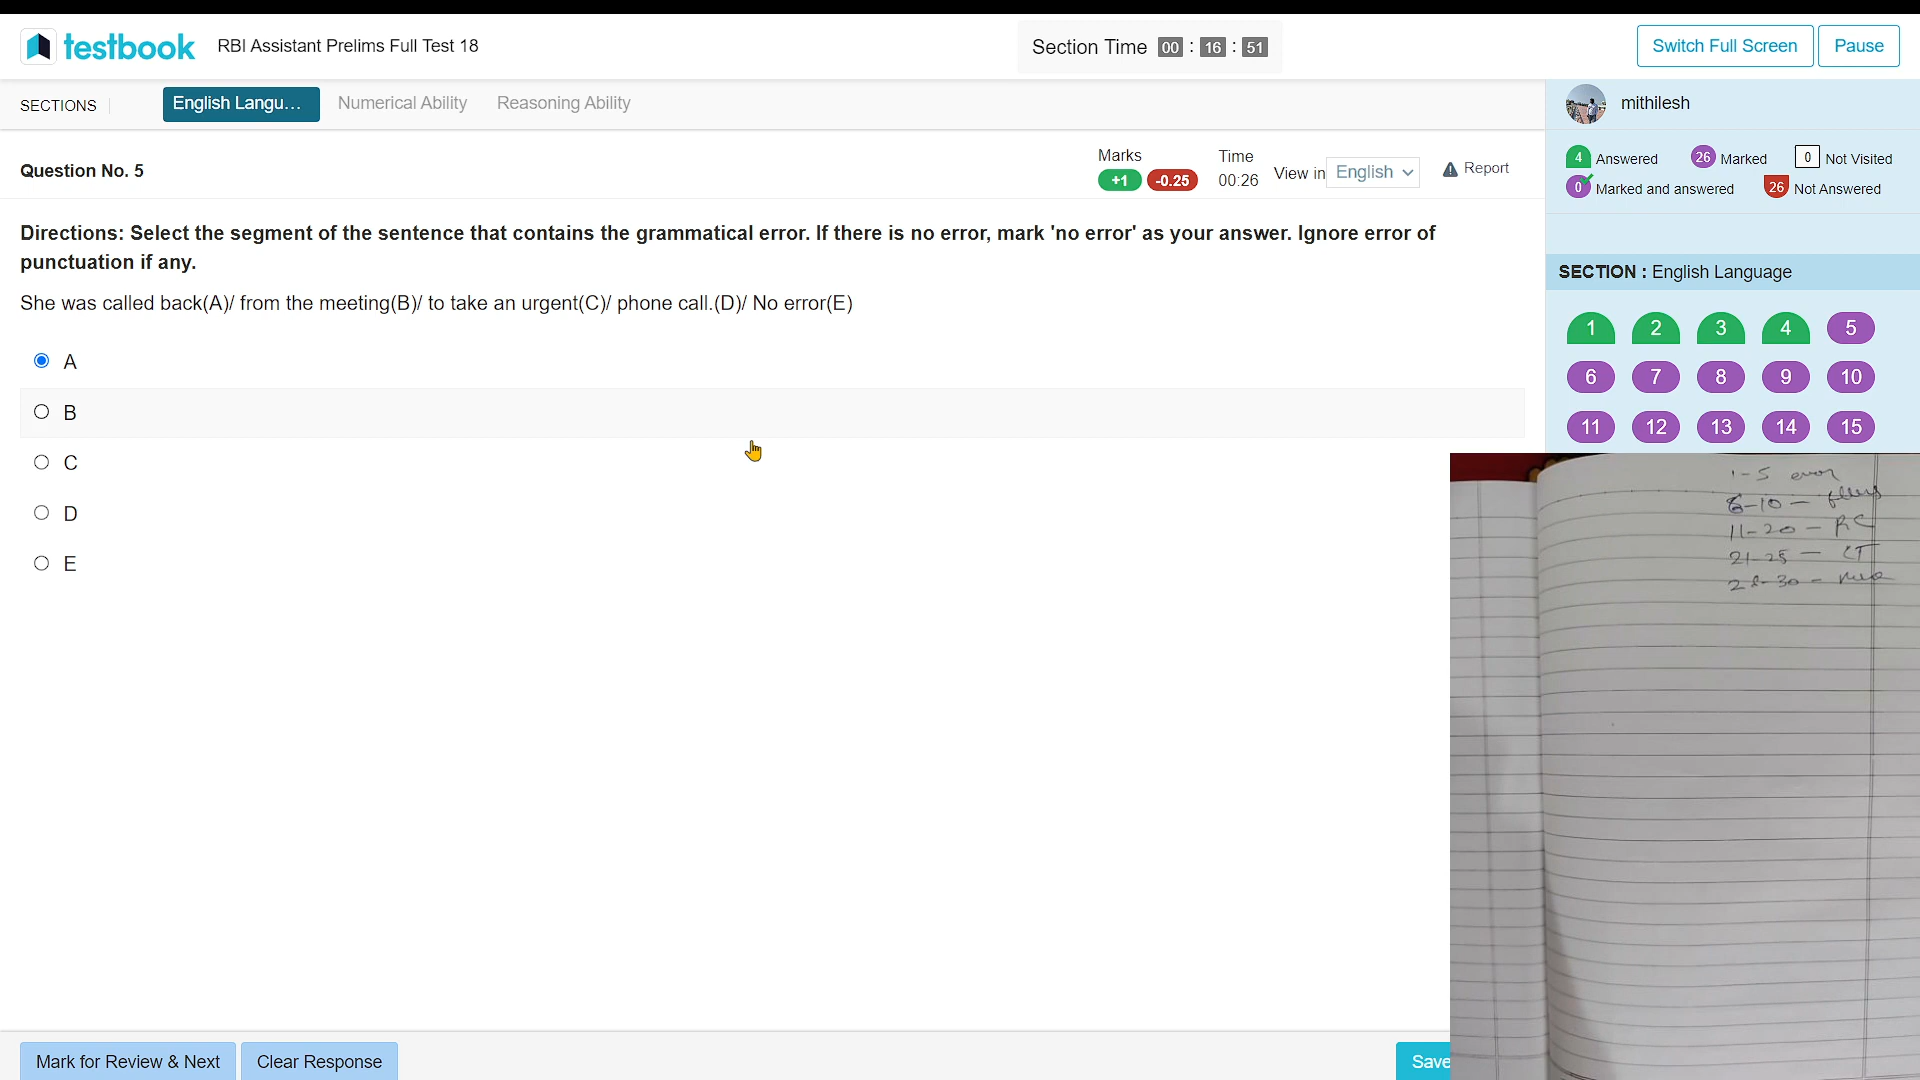 testbook RBI Assistant Prelims Full Test 18
Section Time 00 : 16 : 51
Switch Full Screen Pause
SECTIONS English Langu... Numerical Ability Reasoning Ability
mithilesh
Question No. 5
Marks +1 -0.25
Time 00:26
View in English
Report
4 Answered 26 Marked 0 Not Visited
0 Marked and answered 26 Not Answered
Directions: Select the segment of the sentence that contains the grammatical error. If there is no error, mark 'no error' as your answer. Ignore error of
punctuation if any.
She was called back(A)/ from the meeting(B)/ to take an urgent(C)/ phone call.(D)/ No error(E)
A
B
C
D
E
SECTION : English Language
1 2 3 4 5
6 7 8 9 10
11 12 13 14 15
1-5 error
6-10 - fillers
11-20 - RC
21-25 - CT
28-30 -
Mark for Review & Next Clear Response Save